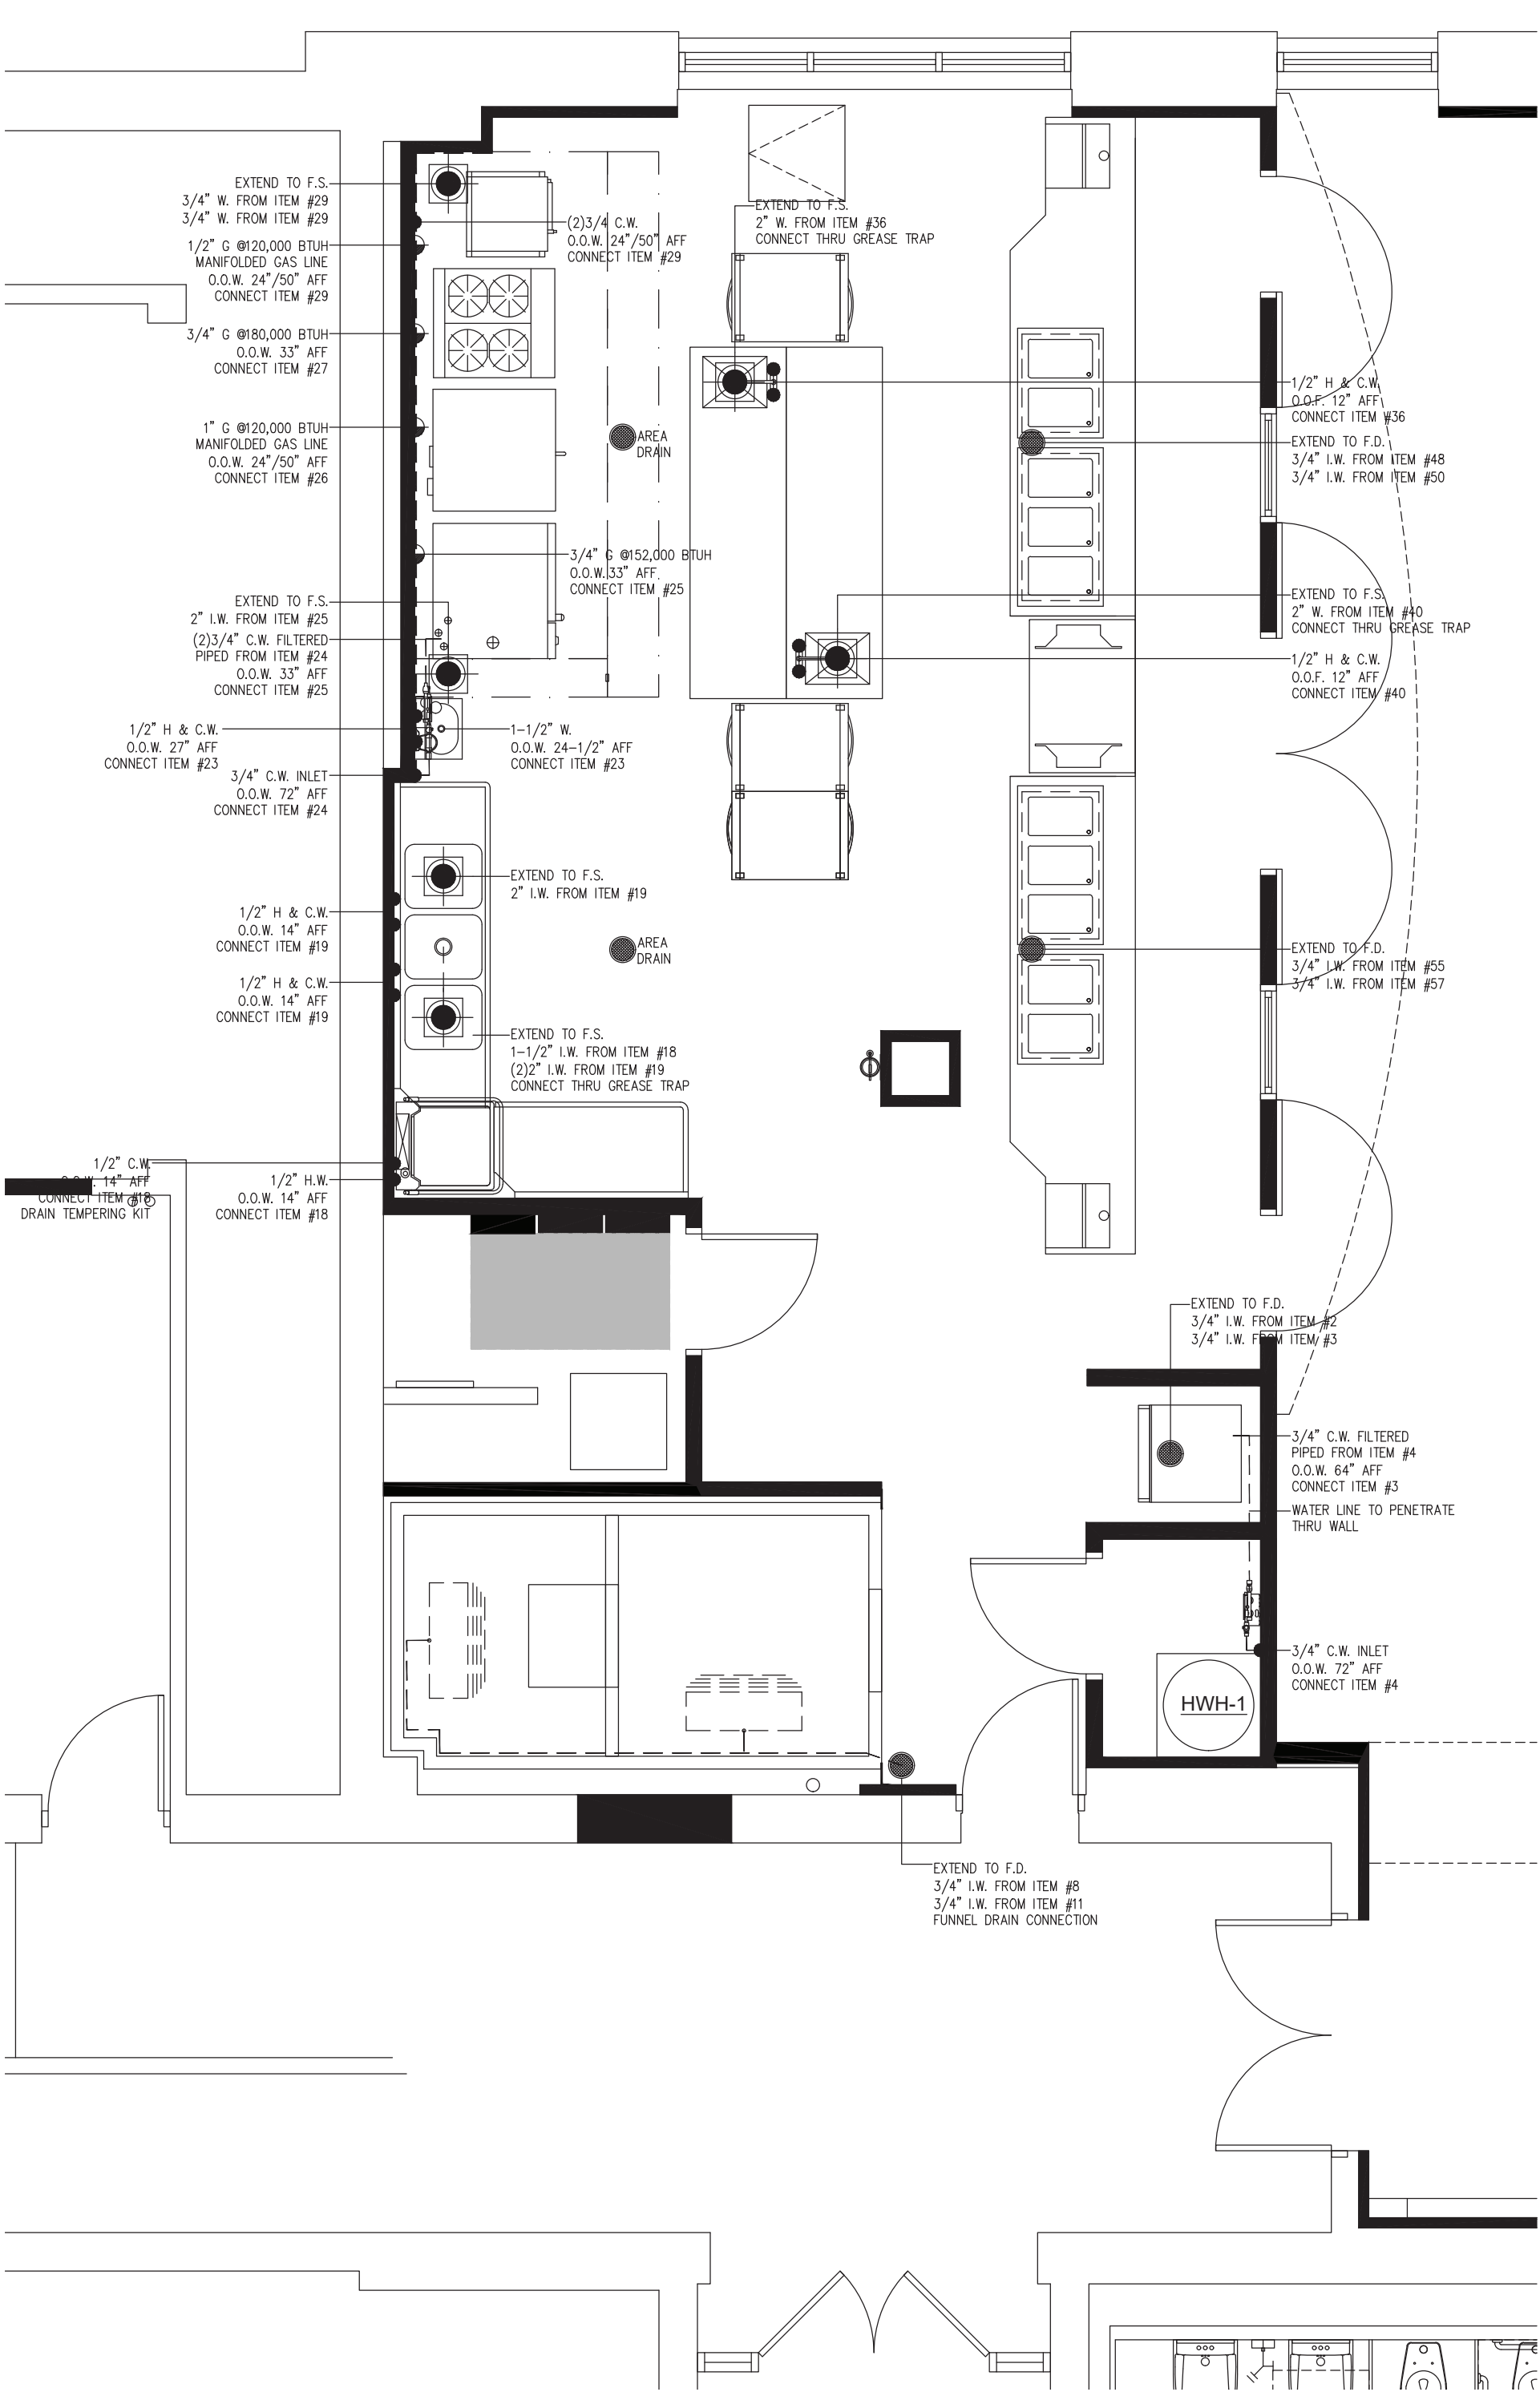 EXTEND TO F.S.
3/4" W. FROM ITEM #29
3/4" W. FROM ITEM #29
1/2" G @120,000 BTUH
MANIFOLDED GAS LINE
O.O.W. 24"/50" AFF
CONNECT ITEM #29
3/4" G @180,000 BTUH
O.O.W. 33" AFF
CONNECT ITEM #27
1" G @120,000 BTUH
MANIFOLDED GAS LINE
O.O.W. 24"/50" AFF
CONNECT ITEM #26
EXTEND TO F.S.
2" I.W. FROM ITEM #25
(2)3/4" C.W. FILTERED
PIPED FROM ITEM #24
O.O.W. 33" AFF
CONNECT ITEM #25
1/2" H & C.W.
O.O.W. 27" AFF
CONNECT ITEM #23
3/4" C.W. INLET
O.O.W. 72" AFF
CONNECT ITEM #24
1/2" H & C.W.
O.O.W. 14" AFF
CONNECT ITEM #19
1/2" H & C.W.
O.O.W. 14" AFF
CONNECT ITEM #19
1/2" C.W.
O.O.W. 14" AFF
CONNECT ITEM #18
DRAIN TEMPERING KIT
1/2" H.W.
O.O.W. 14" AFF
CONNECT ITEM #18
(2)3/4 C.W.
O.O.W. 24"/50" AFF
CONNECT ITEM #29
EXTEND TO F.S.
2" W. FROM ITEM #36
CONNECT THRU GREASE TRAP
AREA
DRAIN
3/4" G @152,000 BTUH
O.O.W. 33" AFF
CONNECT ITEM #25
1-1/2" W.
O.O.W. 24-1/2" AFF
CONNECT ITEM #23
EXTEND TO F.S.
2" I.W. FROM ITEM #19
AREA
DRAIN
EXTEND TO F.S.
1-1/2" I.W. FROM ITEM #18
(2)2" I.W. FROM ITEM #19
CONNECT THRU GREASE TRAP
1/2" H & C.W.
O.O.F. 12" AFF
CONNECT ITEM #36
EXTEND TO F.D.
3/4" I.W. FROM ITEM #48
3/4" I.W. FROM ITEM #50
EXTEND TO F.S.
2" W. FROM ITEM #40
CONNECT THRU GREASE TRAP
1/2" H & C.W.
O.O.F. 12" AFF
CONNECT ITEM #40
EXTEND TO F.D.
3/4" I.W. FROM ITEM #55
3/4" I.W. FROM ITEM #57
EXTEND TO F.D.
3/4" I.W. FROM ITEM #2
3/4" I.W. FROM ITEM #3
3/4" C.W. FILTERED
PIPED FROM ITEM #4
O.O.W. 64" AFF
CONNECT ITEM #3
WATER LINE TO PENETRATE
THRU WALL
3/4" C.W. INLET
O.O.W. 72" AFF
CONNECT ITEM #4
HWH-1
EXTEND TO F.D.
3/4" I.W. FROM ITEM #8
3/4" I.W. FROM ITEM #11
FUNNEL DRAIN CONNECTION